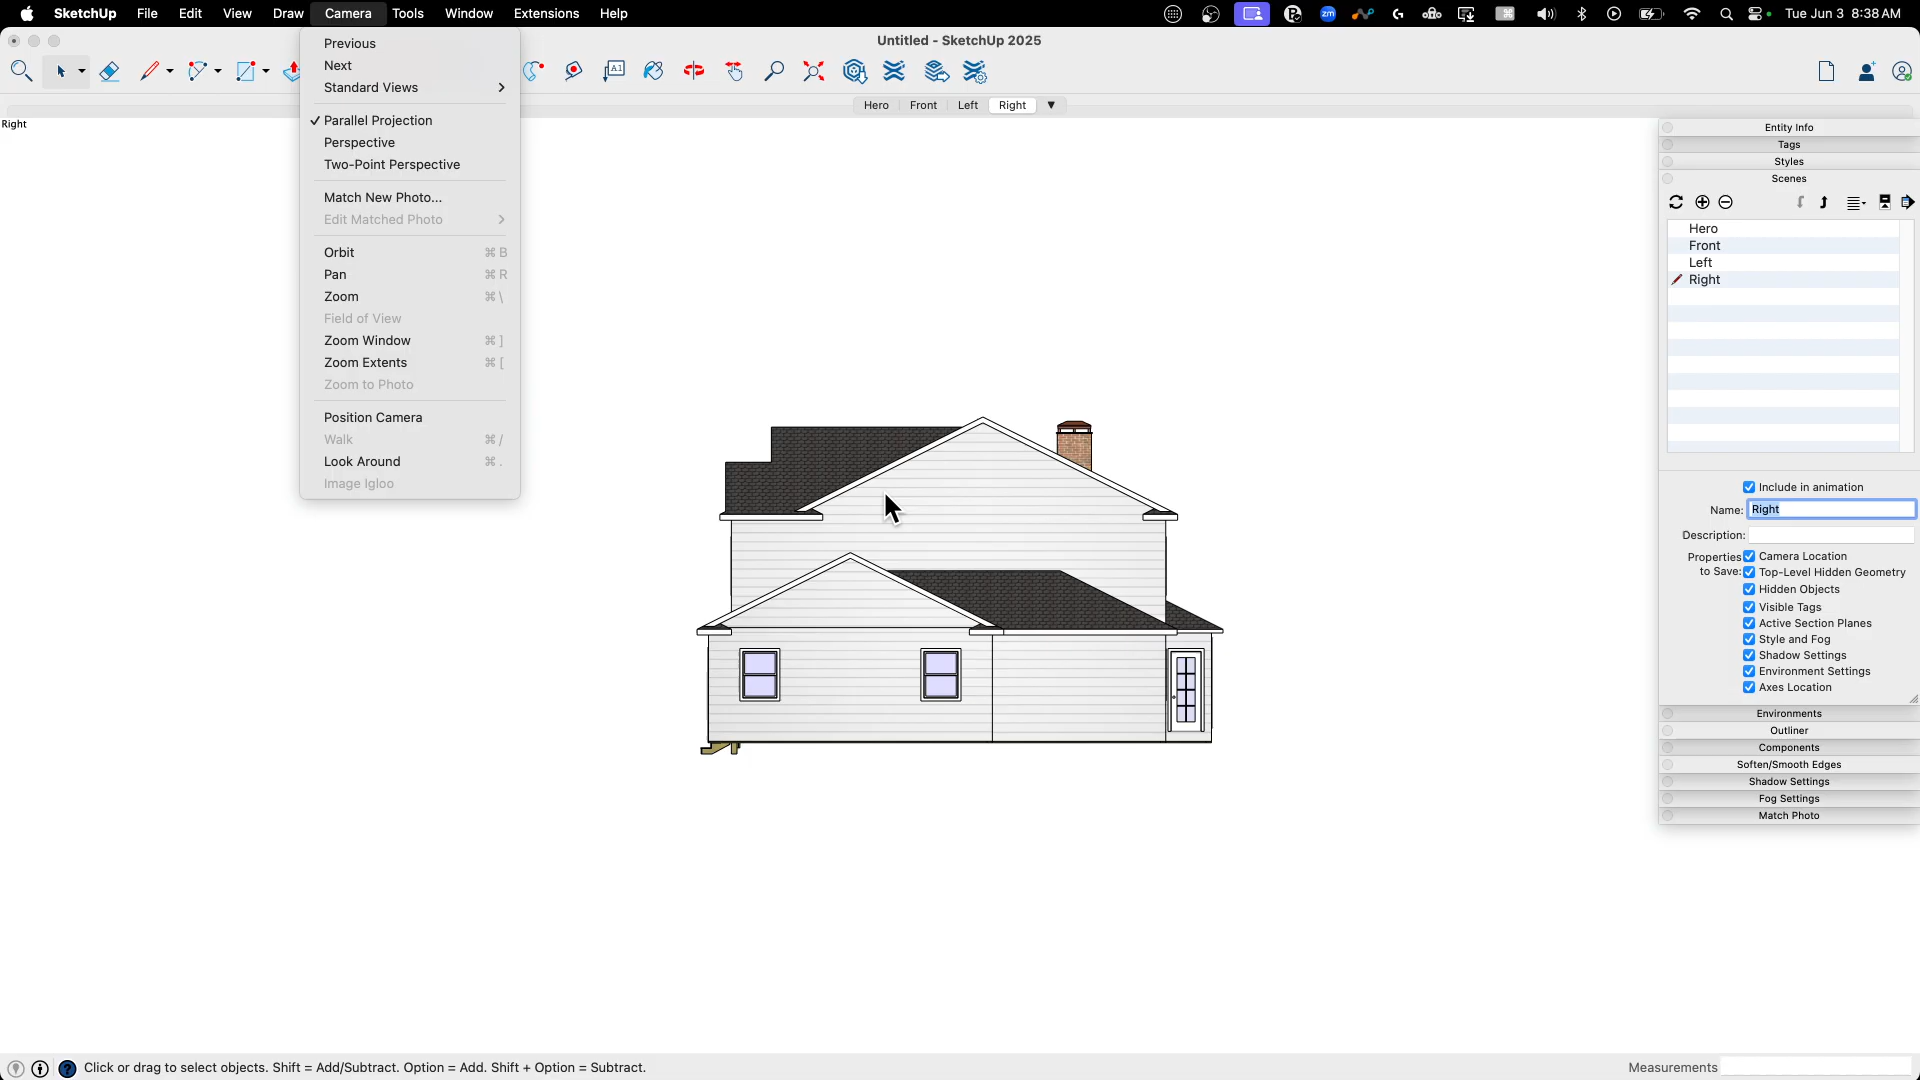 SketchUp File Edit View Draw Camera Tools Window Extensions Help
zm
Tue Jun 3 8:38 AM
Untitled - SketchUp 2025
A1
Hero Front Left Right ▼
Right
Previous
Next
Standard Views
Parallel Projection
Perspective
Two-Point Perspective
Match New Photo...
Edit Matched Photo
Orbit ⌘ B
Pan ⌘ R
Zoom ⌘ \
Field of View
Zoom Window ⌘ ]
Zoom Extents ⌘ [
Zoom to Photo
Position Camera
Walk ⌘ /
Look Around ⌘ .
Image Igloo
Entity Info
Tags
Styles
Scenes
Hero
Front
Left
Right
Include in animation
Name: Right
Description:
Properties to Save:
Camera Location
Top-Level Hidden Geometry
Hidden Objects
Visible Tags
Active Section Planes
Style and Fog
Shadow Settings
Environment Settings
Axes Location
Environments
Outliner
Components
Soften/Smooth Edges
Shadow Settings
Fog Settings
Match Photo
Click or drag to select objects. Shift = Add/Subtract. Option = Add. Shift + Option = Subtract.
Measurements